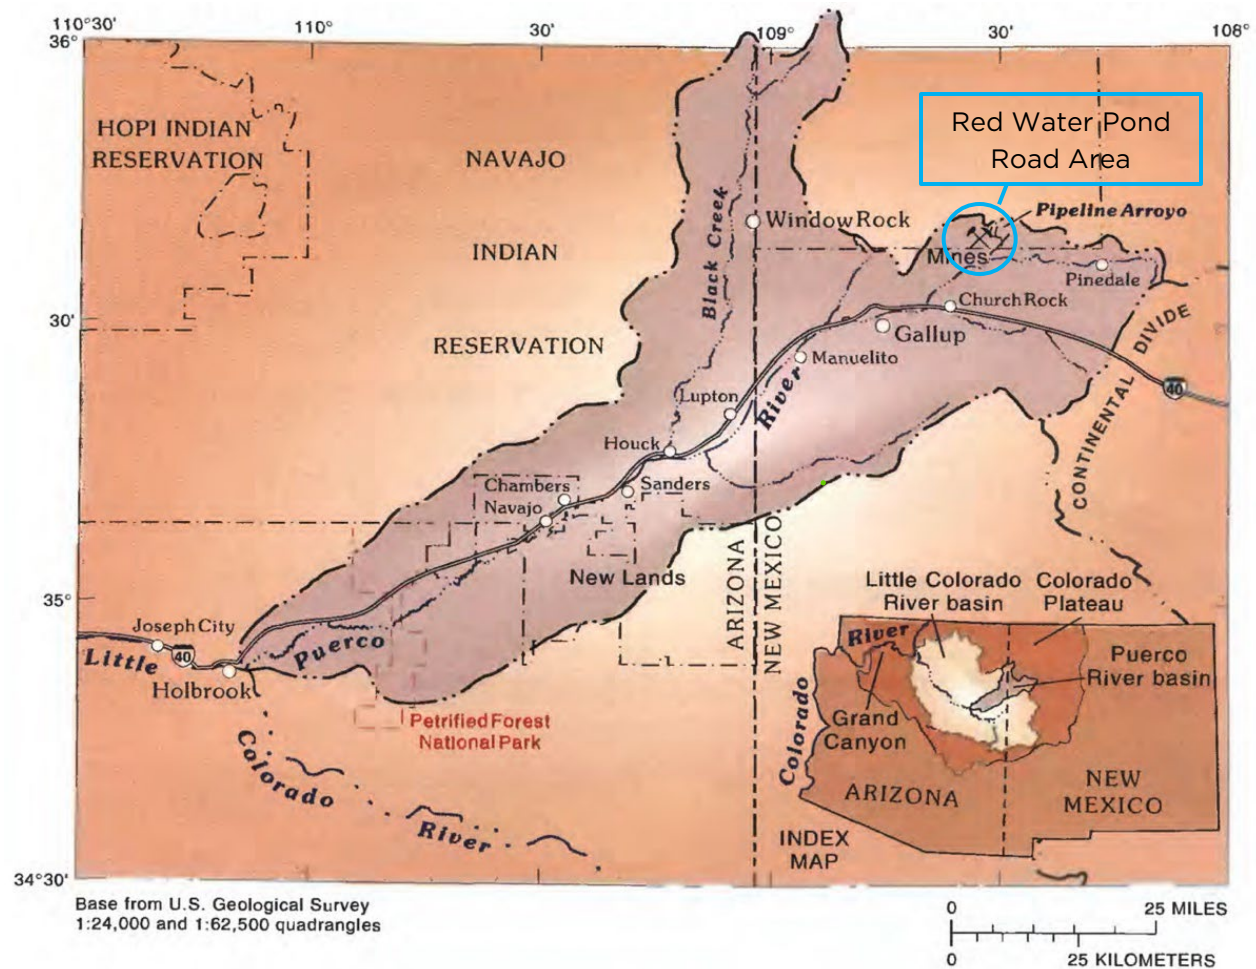 110°30'
110°
30'
109°
30'
108°
36°
HOPI INDIAN
RESERVATION
NAVAJO
INDIAN
RESERVATION
Red Water Pond
Road Area
Pipeline Arroyo
Mines
Pinedale
Black Creek
Window Rock
Church Rock
Gallup
Manuelito
River
Lupton
Houck
Sanders
Chambers
Navajo
New Lands
30'
CONTINENTAL DIVIDE
40
ARIZONA
NEW MEXICO
35°
Joseph City
40
Little
Holbrook
Puerco
Petrified Forest
National Park
Colorado
River
Little Colorado
River basin
Colorado
Plateau
River
Puerco
River basin
Grand
Canyon
Colorado
ARIZONA
NEW
MEXICO
INDEX
MAP
34°30'
Base from U.S. Geological Survey
1:24,000 and 1:62,500 quadrangles
0 25 MILES
0 25 KILOMETERS